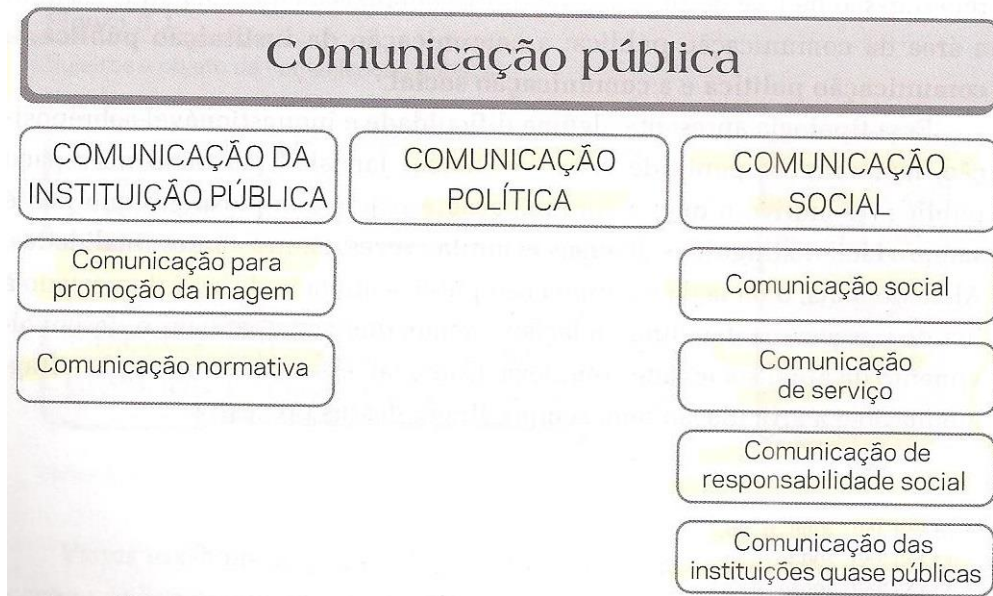 Comunicação pública
COMUNICAÇÃO DA
INSTITUIÇÃO PÚBLICA
Comunicação para
promoção da imagem
Comunicação normativa
COMUNICAÇÃO
POLÍTICA
COMUNICAÇÃO
SOCIAL
Comunicação social
Comunicação
de serviço
Comunicação de
responsabilidade social
Comunicação das
instituições quase públicas